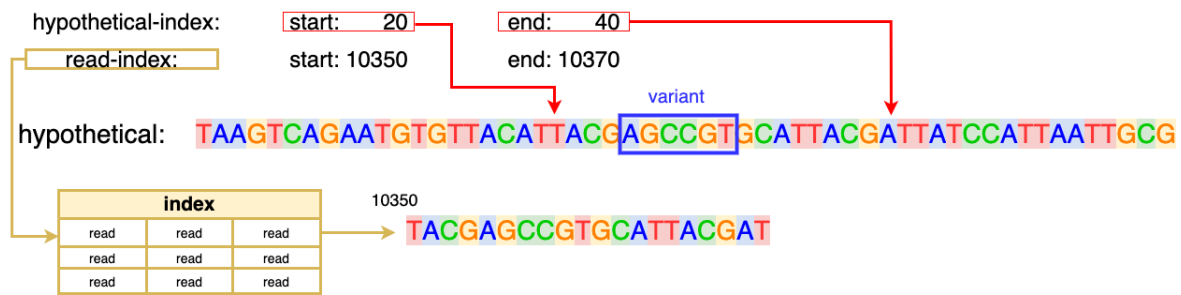 hypothetical-index: start: 20 end: 40
read-index: start: 10350 end: 10370
variant
hypothetical: TAAGTCAGAATGTGTTACATTACGAGCCGTGCATTACGATTATCCATTAATTGCG
index
10350
read read read
TACGAGCCGTGCATTACGAT
read read read
read read read